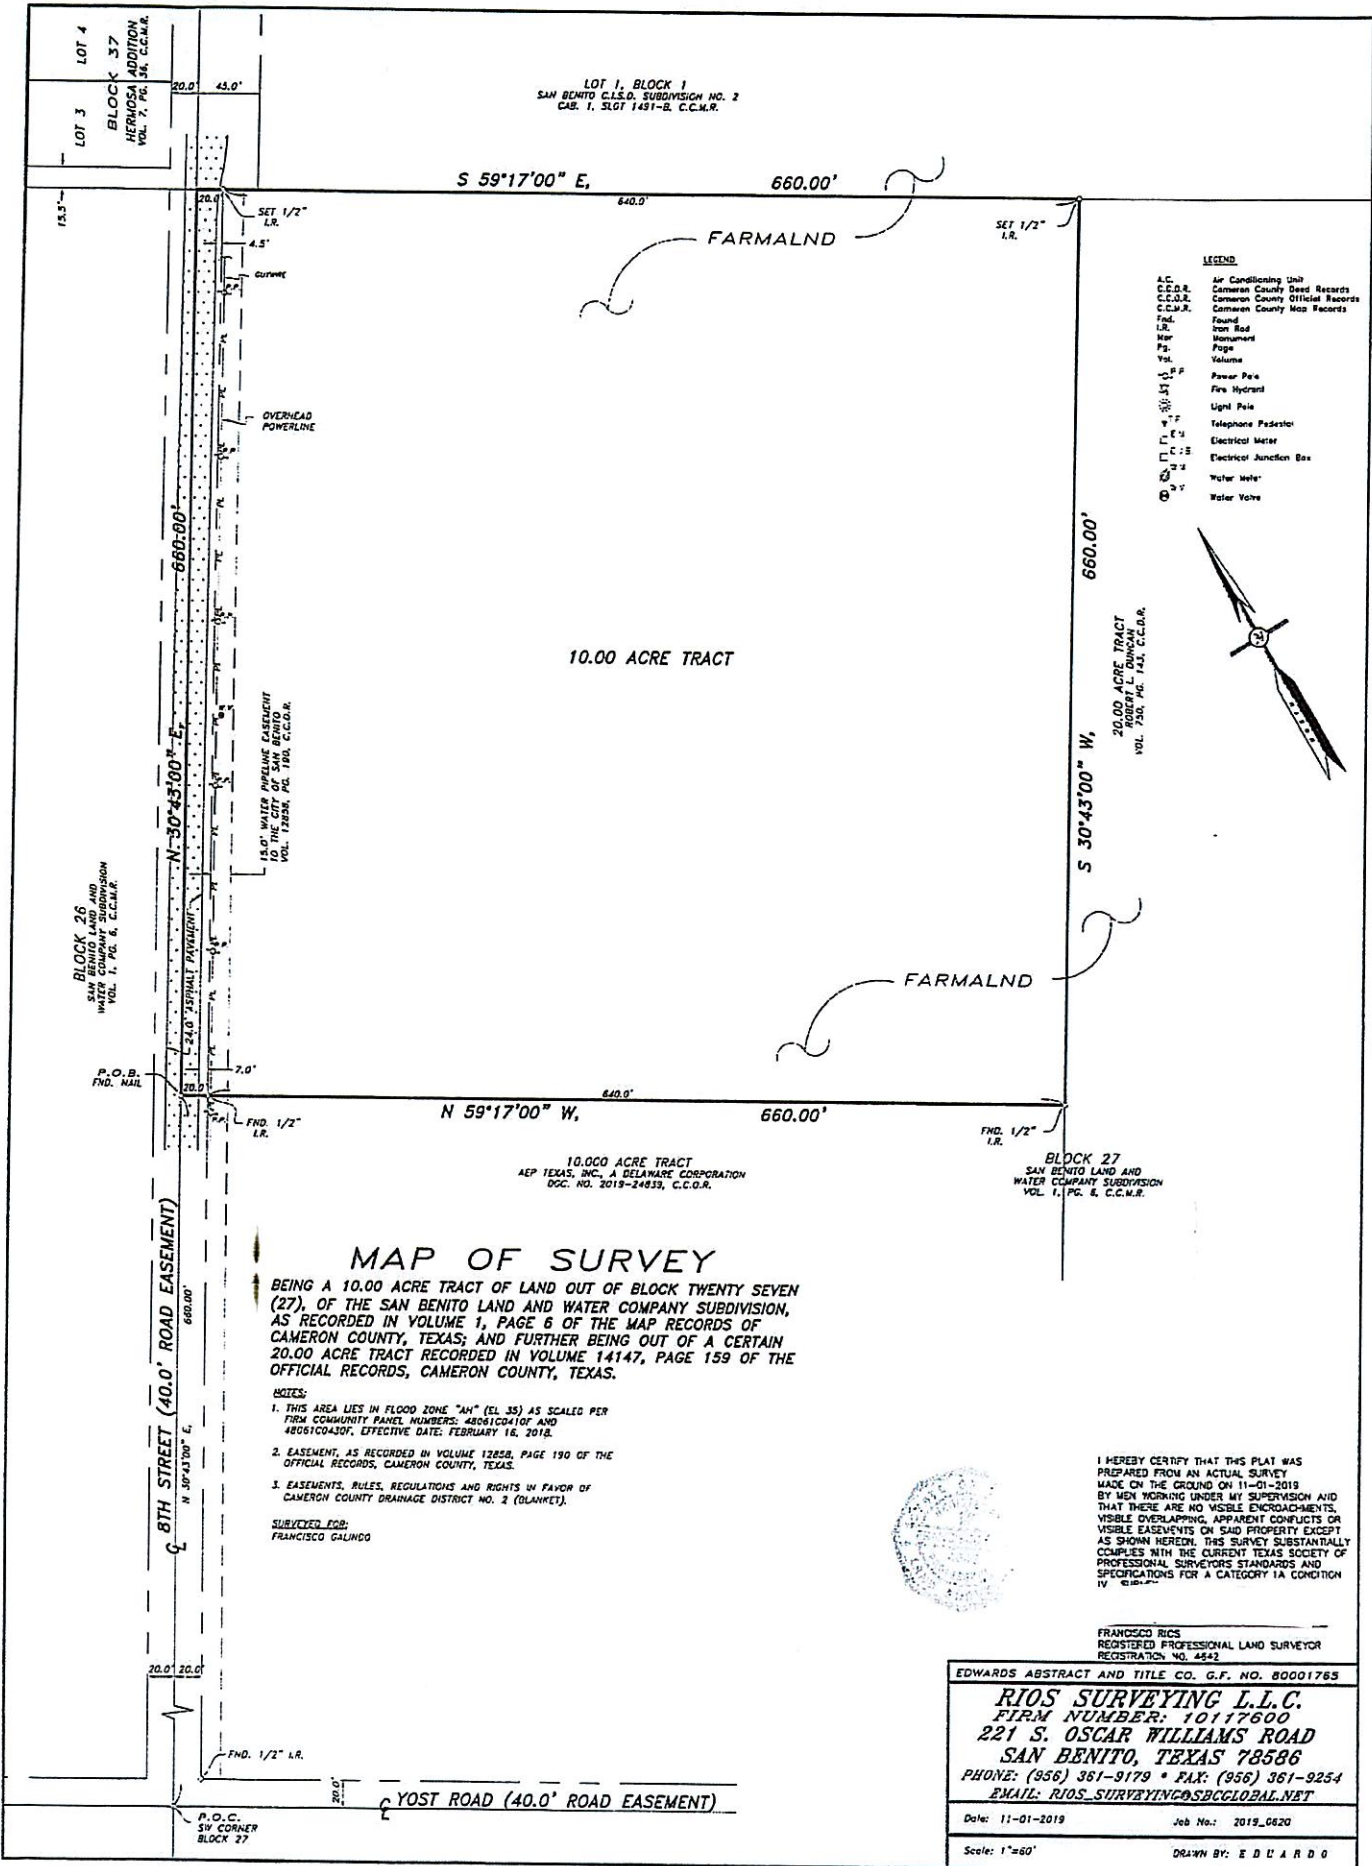 LOT 4
LOT 3
BLOCK 37
HERMOSA ADDITION
VOL. 7, PG. 36, C.C.M.R.
20.0'
45.0'
LOT 1, BLOCK 1
SAN BENITO C.I.S.D. SUBDIVISION NO. 2
CAB. 1, SLOT 1491-B, C.C.M.R.
15.5'
S 59°17'00" E,
660.00'
20.0'
640.0'
SET 1/2"
I.R.
SET 1/2"
I.R.
4.5'
FARMALND
GUYWIRE
P.P.
OVERHEAD
POWERLINE
LEGEND
A.C. Air Conditioning Unit
C.C.D.R. Cameron County Deed Records
C.C.O.R. Cameron County Official Records
C.C.M.R. Cameron County Map Records
Fnd. Found
I.R. Iron Rod
Mon Monument
Pg. Page
Vol. Volume
P.P. Power Pole
Fire Hydrant
Light Pole
Telephone Pedestal
Electrical Meter
Electrical Junction Box
Water Meter
Water Valve
660.00'
N 30°43'00" E,
660.00'
S 30°43'00" W,
20.00 ACRE TRACT
ROBERT L. DUNCAN
VOL. 750, PG. 143, C.C.D.R.
10.00 ACRE TRACT
15.0' WATER PIPELINE EASEMENT
TO THE CITY OF SAN BENITO
VOL. 12858, PG. 190, C.C.O.R.
BLOCK 26
SAN BENITO LAND AND
WATER COMPANY SUBDIVISION
VOL. 1, PG. 6, C.C.M.R.
24.0' ASPHALT PAVEMENT
FARMALND
P.O.B.
FND. NAIL
20.0'
7.0'
640.0'
N 59°17'00" W,
660.00'
FND. 1/2"
I.R.
P.P.
FND. 1/2"
I.R.
10.000 ACRE TRACT
AEP TEXAS, INC., A DELAWARE CORPORATION
DOC. NO. 2019-24839, C.C.O.R.
BLOCK 27
SAN BENITO LAND AND
WATER COMPANY SUBDIVISION
VOL. 1, PG. 6, C.C.M.R.
MAP OF SURVEY
BEING A 10.00 ACRE TRACT OF LAND OUT OF BLOCK TWENTY SEVEN
(27), OF THE SAN BENITO LAND AND WATER COMPANY SUBDIVISION,
AS RECORDED IN VOLUME 1, PAGE 6 OF THE MAP RECORDS OF
CAMERON COUNTY, TEXAS; AND FURTHER BEING OUT OF A CERTAIN
20.00 ACRE TRACT RECORDED IN VOLUME 14147, PAGE 159 OF THE
OFFICIAL RECORDS, CAMERON COUNTY, TEXAS.
NOTES:
1. THIS AREA LIES IN FLOOD ZONE "AH" (EL 35) AS SCALED PER
FIRM COMMUNITY PANEL NUMBERS: 48061C0410F AND
48061C0430F, EFFECTIVE DATE: FEBRUARY 16, 2018.
2. EASEMENT, AS RECORDED IN VOLUME 12858, PAGE 190 OF THE
OFFICIAL RECORDS, CAMERON COUNTY, TEXAS.
3. EASEMENTS, RULES, REGULATIONS AND RIGHTS IN FAVOR OF
CAMERON COUNTY DRAINAGE DISTRICT NO. 2 (BLANKET).
SURVEYED FOR:
FRANCISCO GALINDO
8TH STREET (40.0' ROAD EASEMENT)
N 30°43'00" E,
660.00'
20.0'
20.0'
FND. 1/2" I.R.
20.0'
YOST ROAD (40.0' ROAD EASEMENT)
P.O.C.
SW CORNER
BLOCK 27
I HEREBY CERTIFY THAT THIS PLAT WAS
PREPARED FROM AN ACTUAL SURVEY
MADE ON THE GROUND ON 11-01-2019
BY MEN WORKING UNDER MY SUPERVISION AND
THAT THERE ARE NO VISIBLE ENCROACHMENTS,
VISIBLE OVERLAPPING, APPARENT CONFLICTS OR
VISIBLE EASEMENTS ON SAID PROPERTY EXCEPT
AS SHOWN HEREON. THIS SURVEY SUBSTANTIALLY
COMPLIES WITH THE CURRENT TEXAS SOCIETY OF
PROFESSIONAL SURVEYORS STANDARDS AND
SPECIFICATIONS FOR A CATEGORY 1A CONDITION
IV
FRANCISCO RIOS
REGISTERED PROFESSIONAL LAND SURVEYOR
REGISTRATION NO. 4642
EDWARDS ABSTRACT AND TITLE CO. G.F. NO. 80001765
RIOS SURVEYING L.L.C.
FIRM NUMBER: 10117600
221 S. OSCAR WILLIAMS ROAD
SAN BENITO, TEXAS 78586
PHONE: (956) 361-9179 * FAX: (956) 361-9254
EMAIL: RIOS_SURVEYING@SBCGLOBAL.NET
Date: 11-01-2019
Job No.: 2019_0620
Scale: 1"=60'
DRAWN BY: E D U A R D O